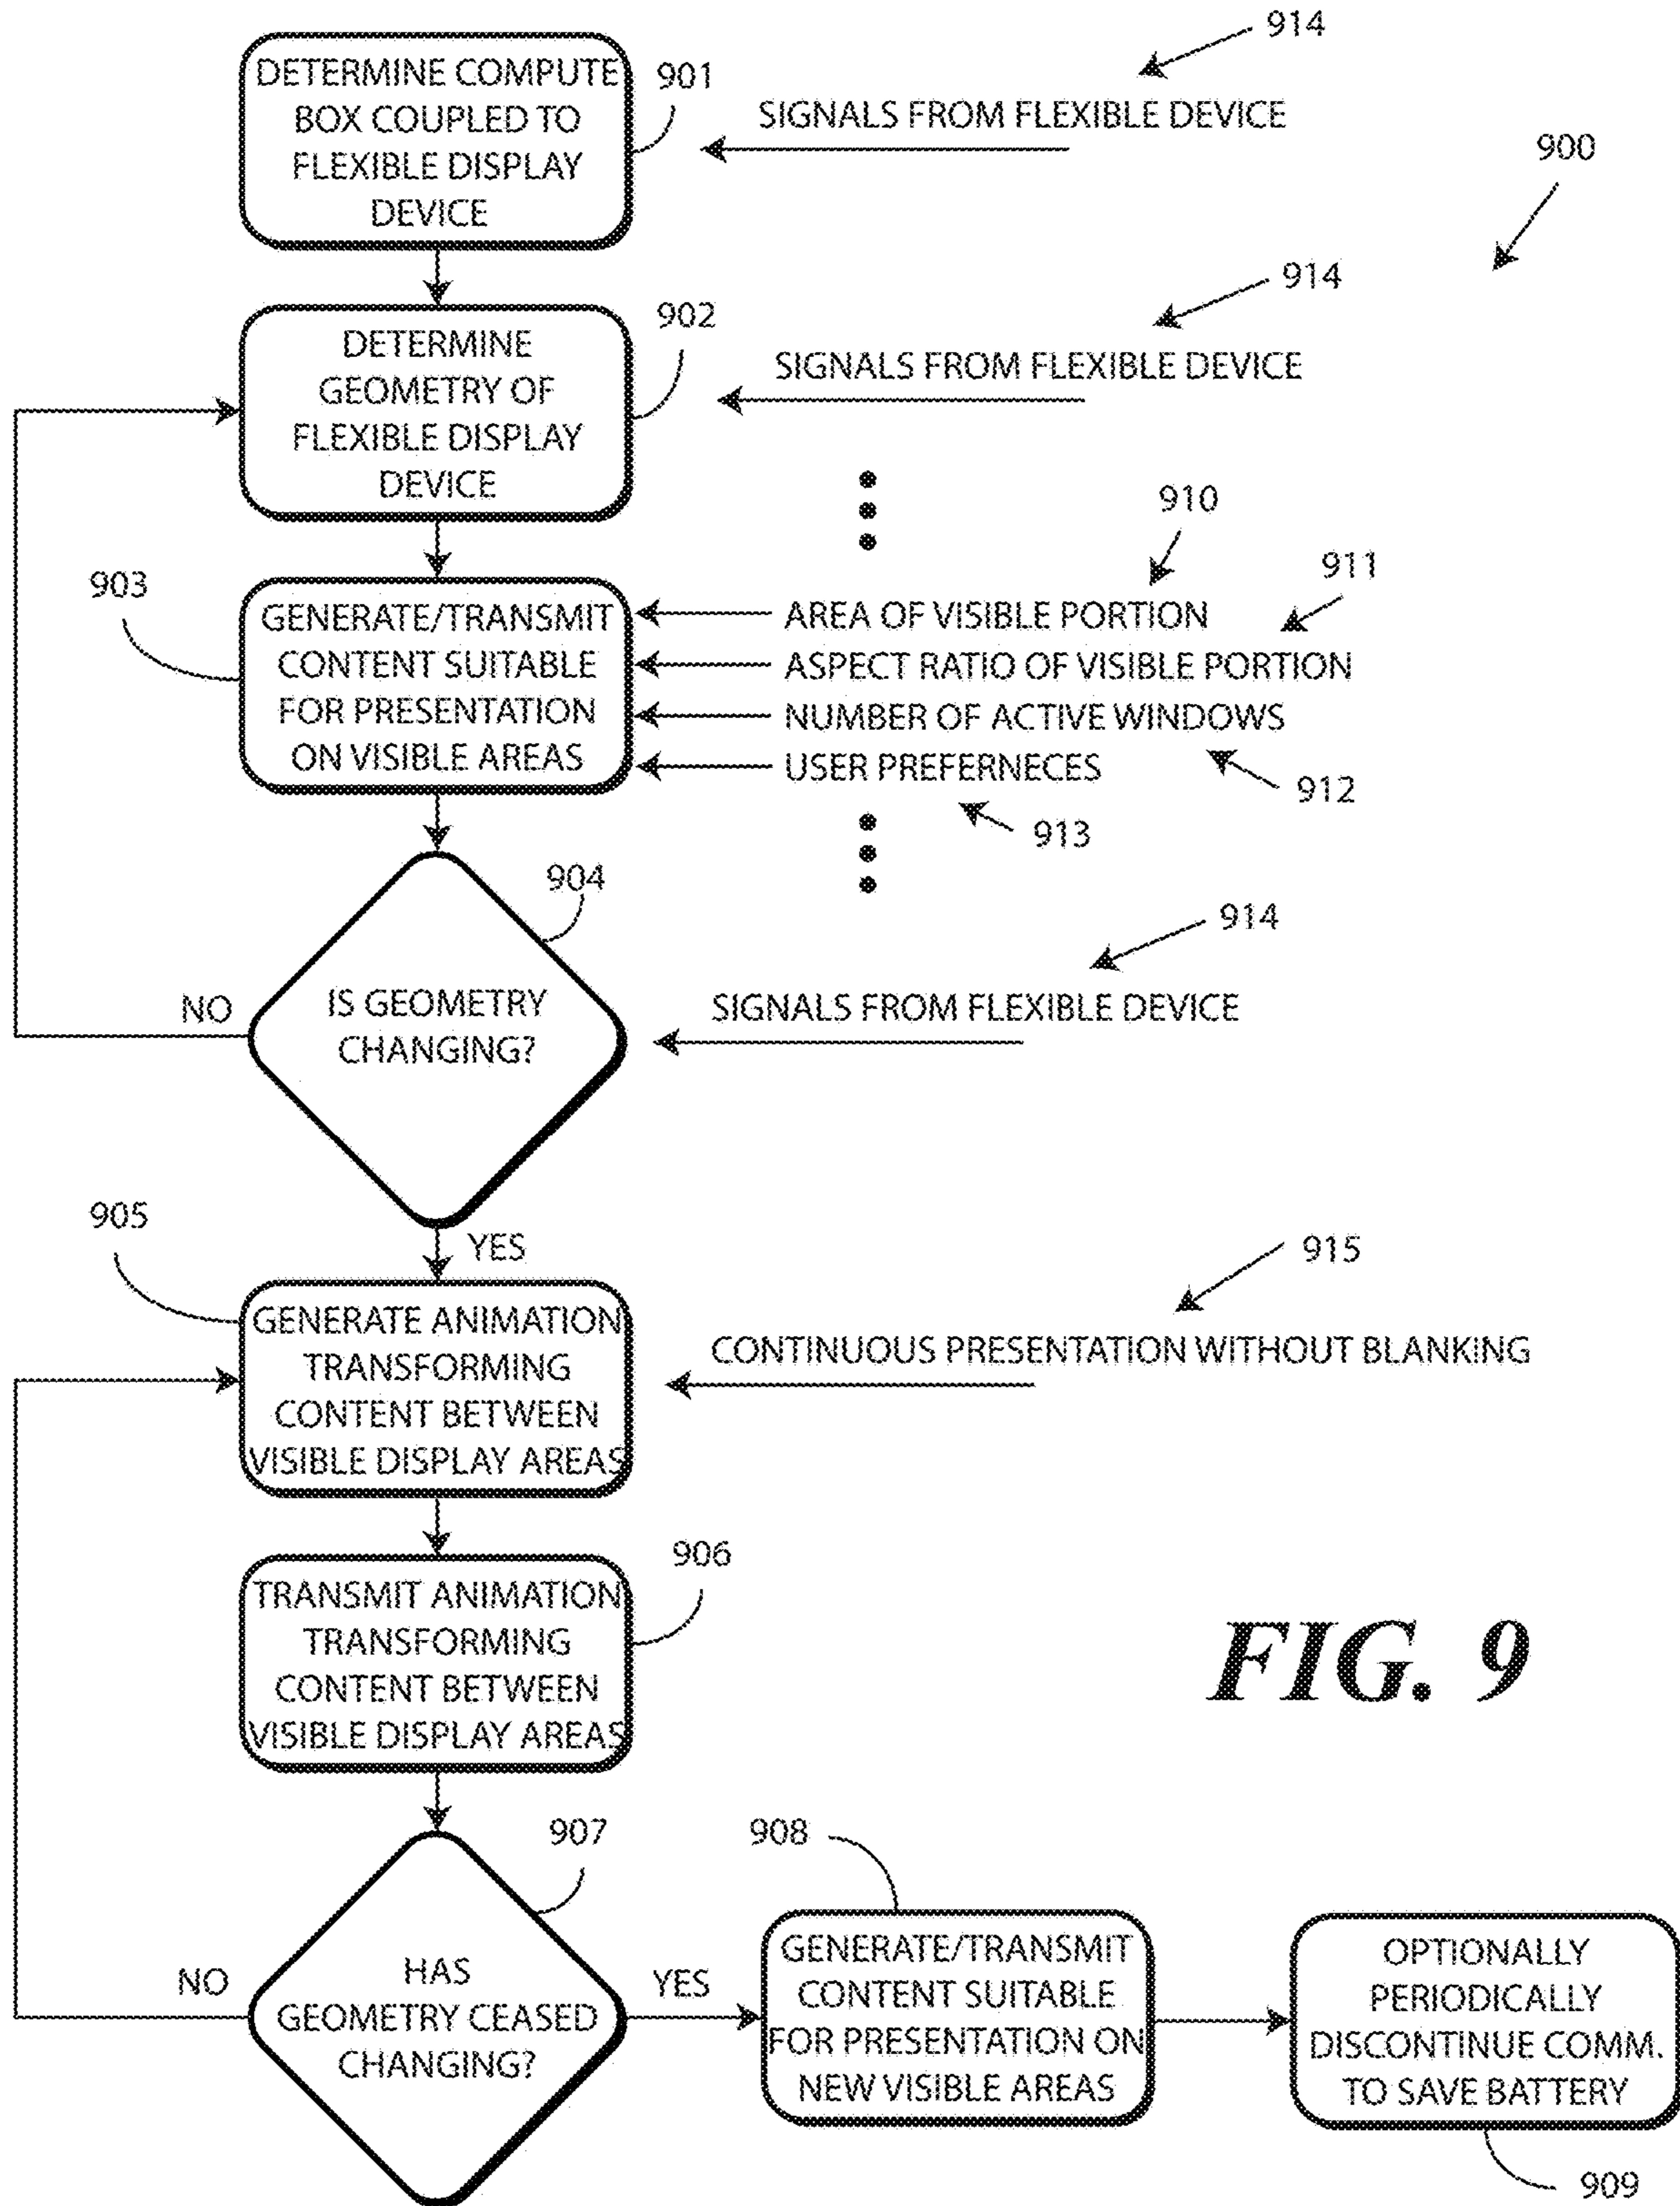 914
DETERMINE COMPUTE
BOX COUPLED TO
FLEXIBLE DISPLAY
DEVICE
901
SIGNALS FROM FLEXIBLE DEVICE
900
914
DETERMINE
GEOMETRY OF
FLEXIBLE DISPLAY
DEVICE
902
SIGNALS FROM FLEXIBLE DEVICE
910
911
903
GENERATE/TRANSMIT
CONTENT SUITABLE
FOR PRESENTATION
ON VISIBLE AREAS
AREA OF VISIBLE PORTION
ASPECT RATIO OF VISIBLE PORTION
NUMBER OF ACTIVE WINDOWS
USER PREFERNECES
912
913
904
914
NO
IS GEOMETRY
CHANGING?
SIGNALS FROM FLEXIBLE DEVICE
905
YES
915
GENERATE ANIMATION
TRANSFORMING
CONTENT BETWEEN
VISIBLE DISPLAY AREAS
CONTINUOUS PRESENTATION WITHOUT BLANKING
906
TRANSMIT ANIMATION
TRANSFORMING
CONTENT BETWEEN
VISIBLE DISPLAY AREAS
FIG. 9
907
908
NO
HAS
GEOMETRY CEASED
CHANGING?
YES
GENERATE/TRANSMIT
CONTENT SUITABLE
FOR PRESENTATION ON
NEW VISIBLE AREAS
OPTIONALLY
PERIODICALLY
DISCONTINUE COMM.
TO SAVE BATTERY
909